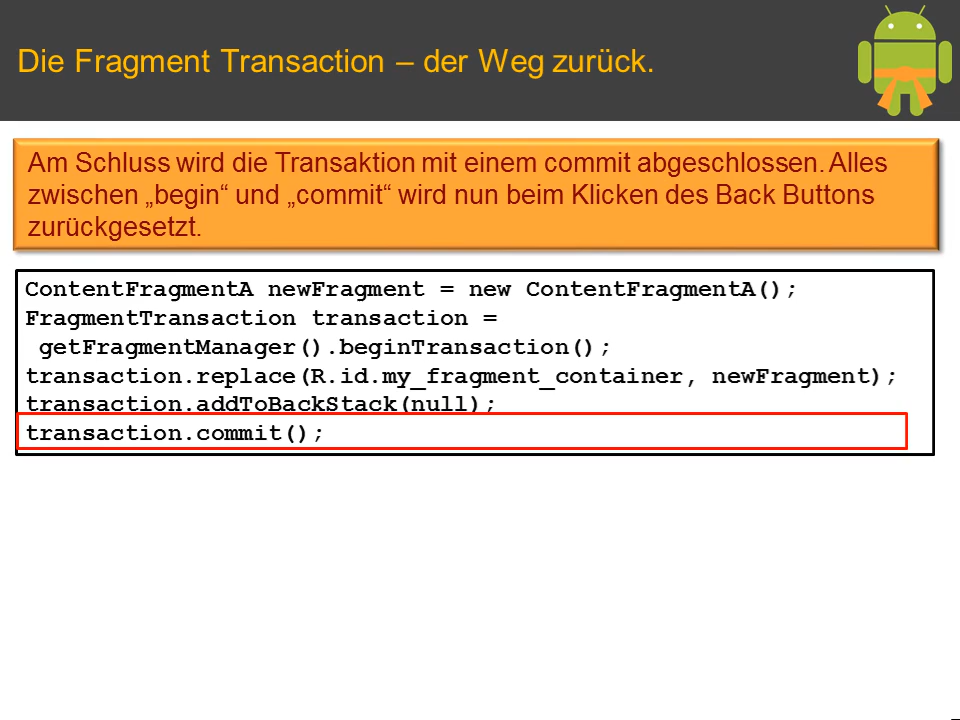 Die Fragment Transaction – der Weg zurück.
Am Schluss wird die Transaktion mit einem commit abgeschlossen. Alles
zwischen „begin“ und „commit“ wird nun beim Klicken des Back Buttons
zurückgesetzt.
ContentFragmentA newFragment = new ContentFragmentA();
FragmentTransaction transaction =
 getFragmentManager().beginTransaction();
transaction.replace(R.id.my_fragment_container, newFragment);
transaction.addToBackStack(null);
transaction.commit();